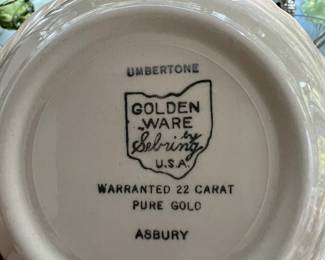 UMBERTONE
GOLDEN
WARE
by
Sebring
U.S.A.
WARRANTED 22 CARAT
PURE GOLD
ASBURY